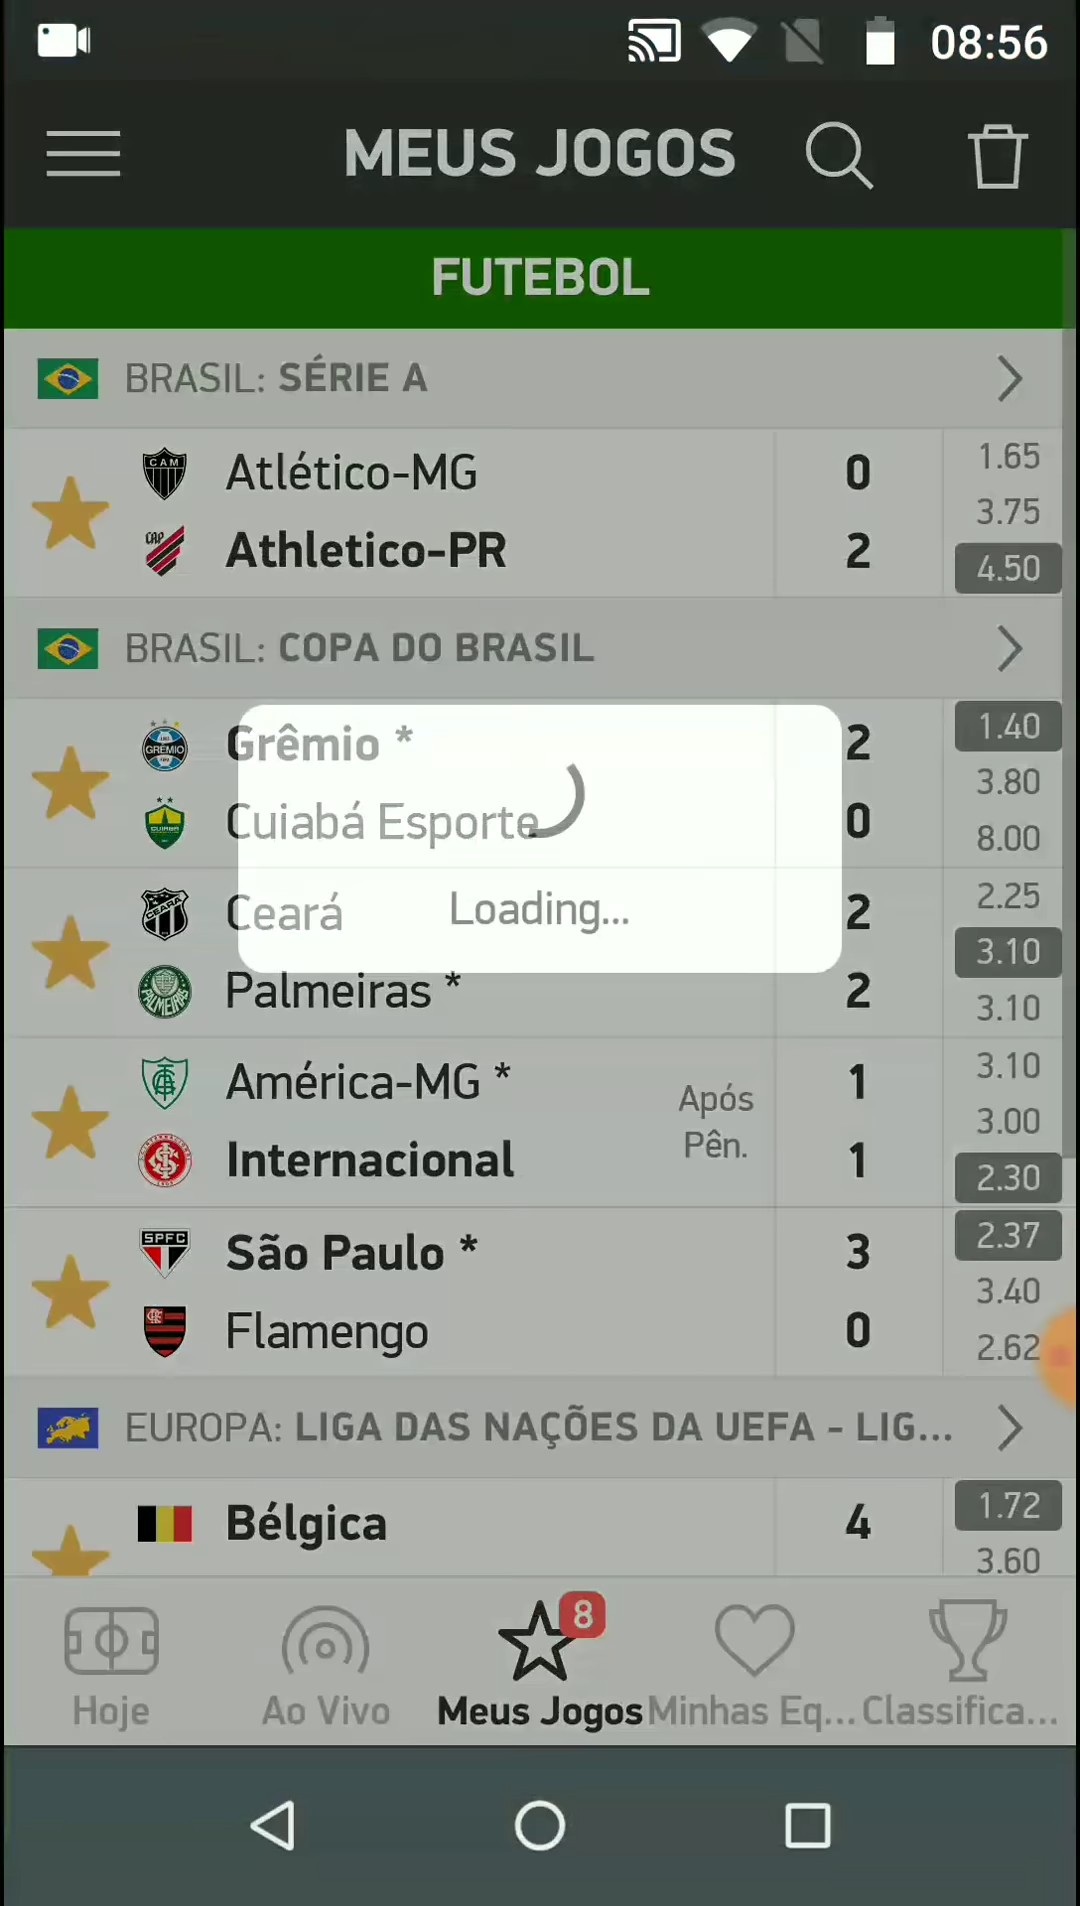 08:56
MEUS JOGOS
FUTEBOL
BRASIL: SÉRIE A
Atlético-MG 0 1.65
3.75
Athletico-PR 2 4.50
BRASIL: COPA DO BRASIL
Grêmio * 2 1.40
3.80
Cuiabá Esporte 0 8.00
Ceará 2 2.25
Loading...
3.10
Palmeiras * 2 3.10
América-MG * 1 3.10
Após
Pên.
3.00
Internacional 1 2.30
São Paulo * 3 2.37
3.40
Flamengo 0 2.62
EUROPA: LIGA DAS NAÇÕES DA UEFA - LIG...
Bélgica 4 1.72
3.60
8
Hoje Ao Vivo Meus Jogos Minhas Eq... Classifica...